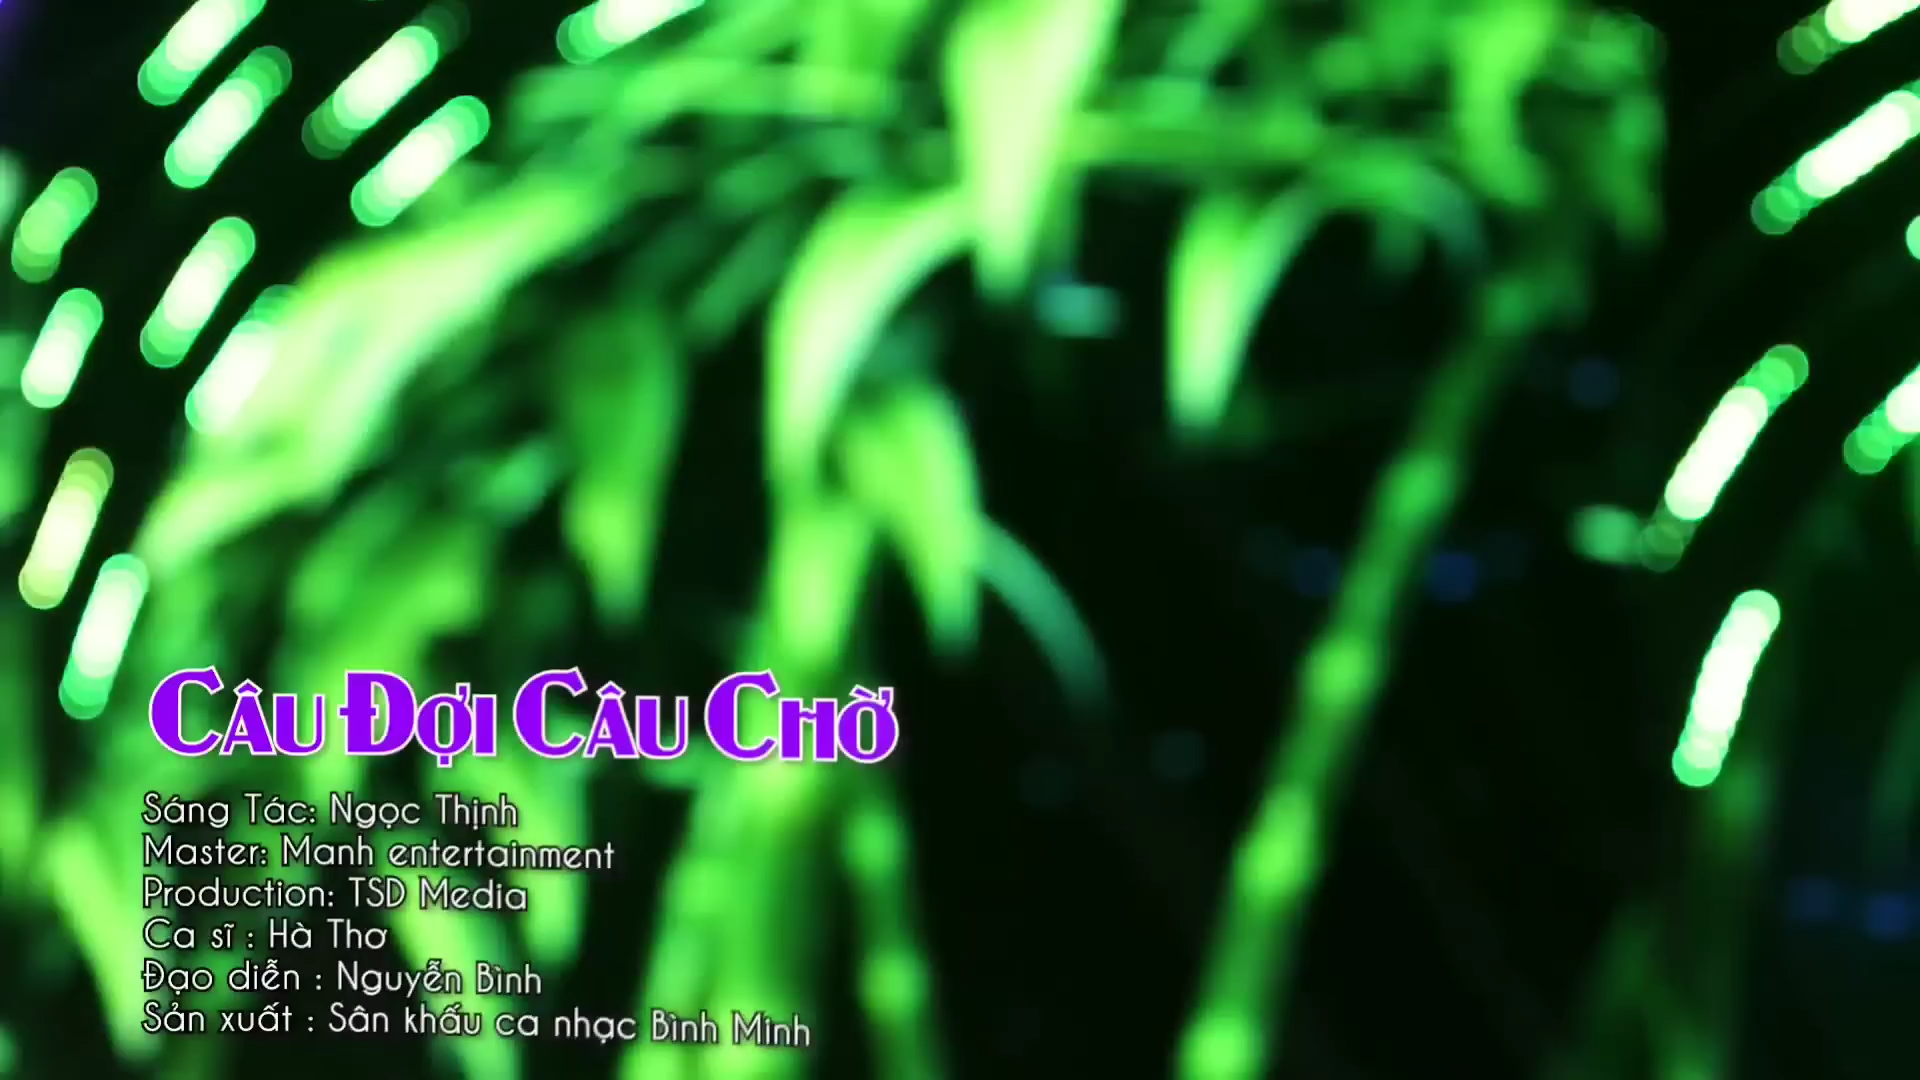 Câu Đợi Câu Chờ
Sáng Tác: Ngọc Thịnh
Master: Manh entertainment
Production: TSD Media
Ca sĩ : Hà Thơ
Đạo diễn : Nguyễn Bình
Sản xuất : Sân khấu ca nhạc Bình Minh